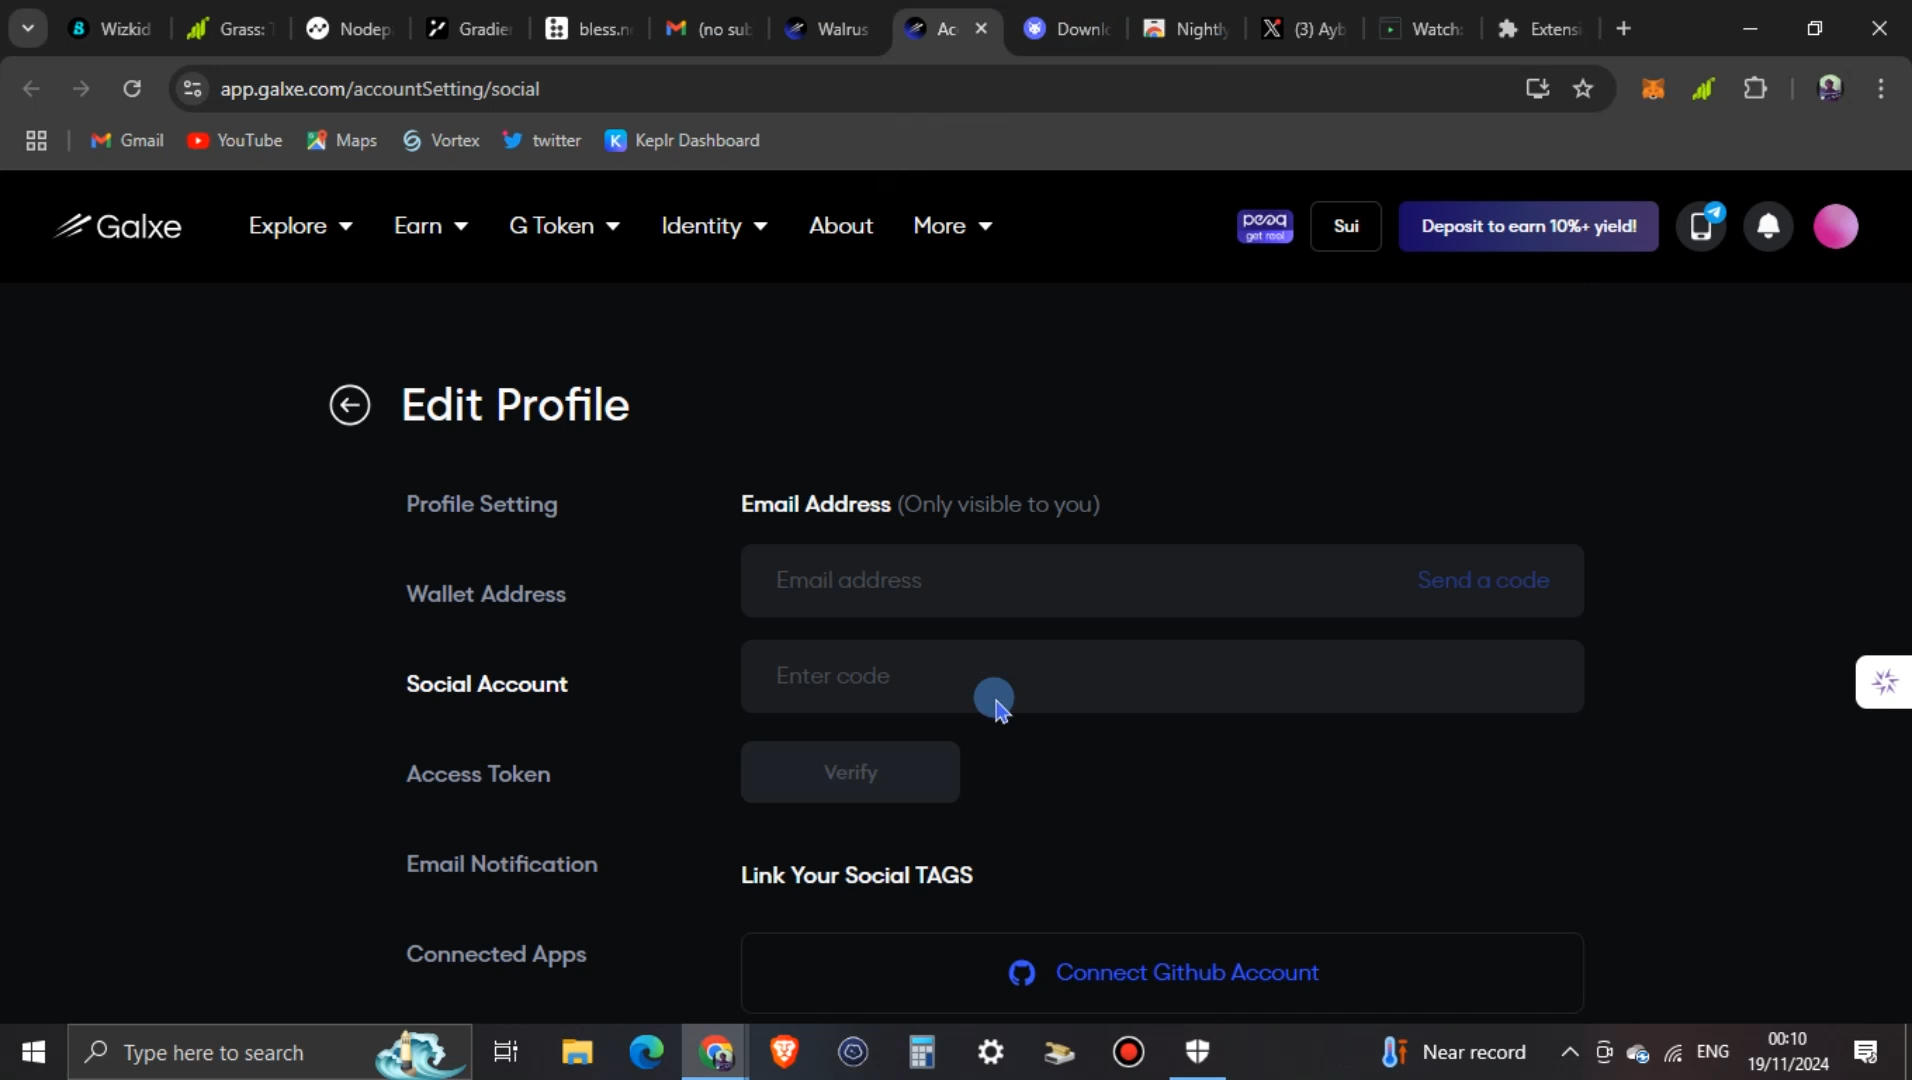 Wizkid
Grass: T
Nodep
Gradie
bless.n
(no sub
Walrus
Ac
Downlo
Nightly
(3) Ayb
Watch:
Extensi
app.galxe.com/accountSetting/social
Gmail
YouTube
Maps
Vortex
twitter
Keplr Dashboard
Galxe
Explore
Earn
G Token
Identity
About
More
peaq
get real
Sui
Deposit to earn 10%+ yield!
Edit Profile
Profile Setting
Wallet Address
Social Account
Access Token
Email Notification
Connected Apps
Email Address (Only visible to you)
Email address
Send a code
Enter code
Verify
Link Your Social TAGS
Connect Github Account
Type here to search
Near record
ENG
00:10
19/11/2024